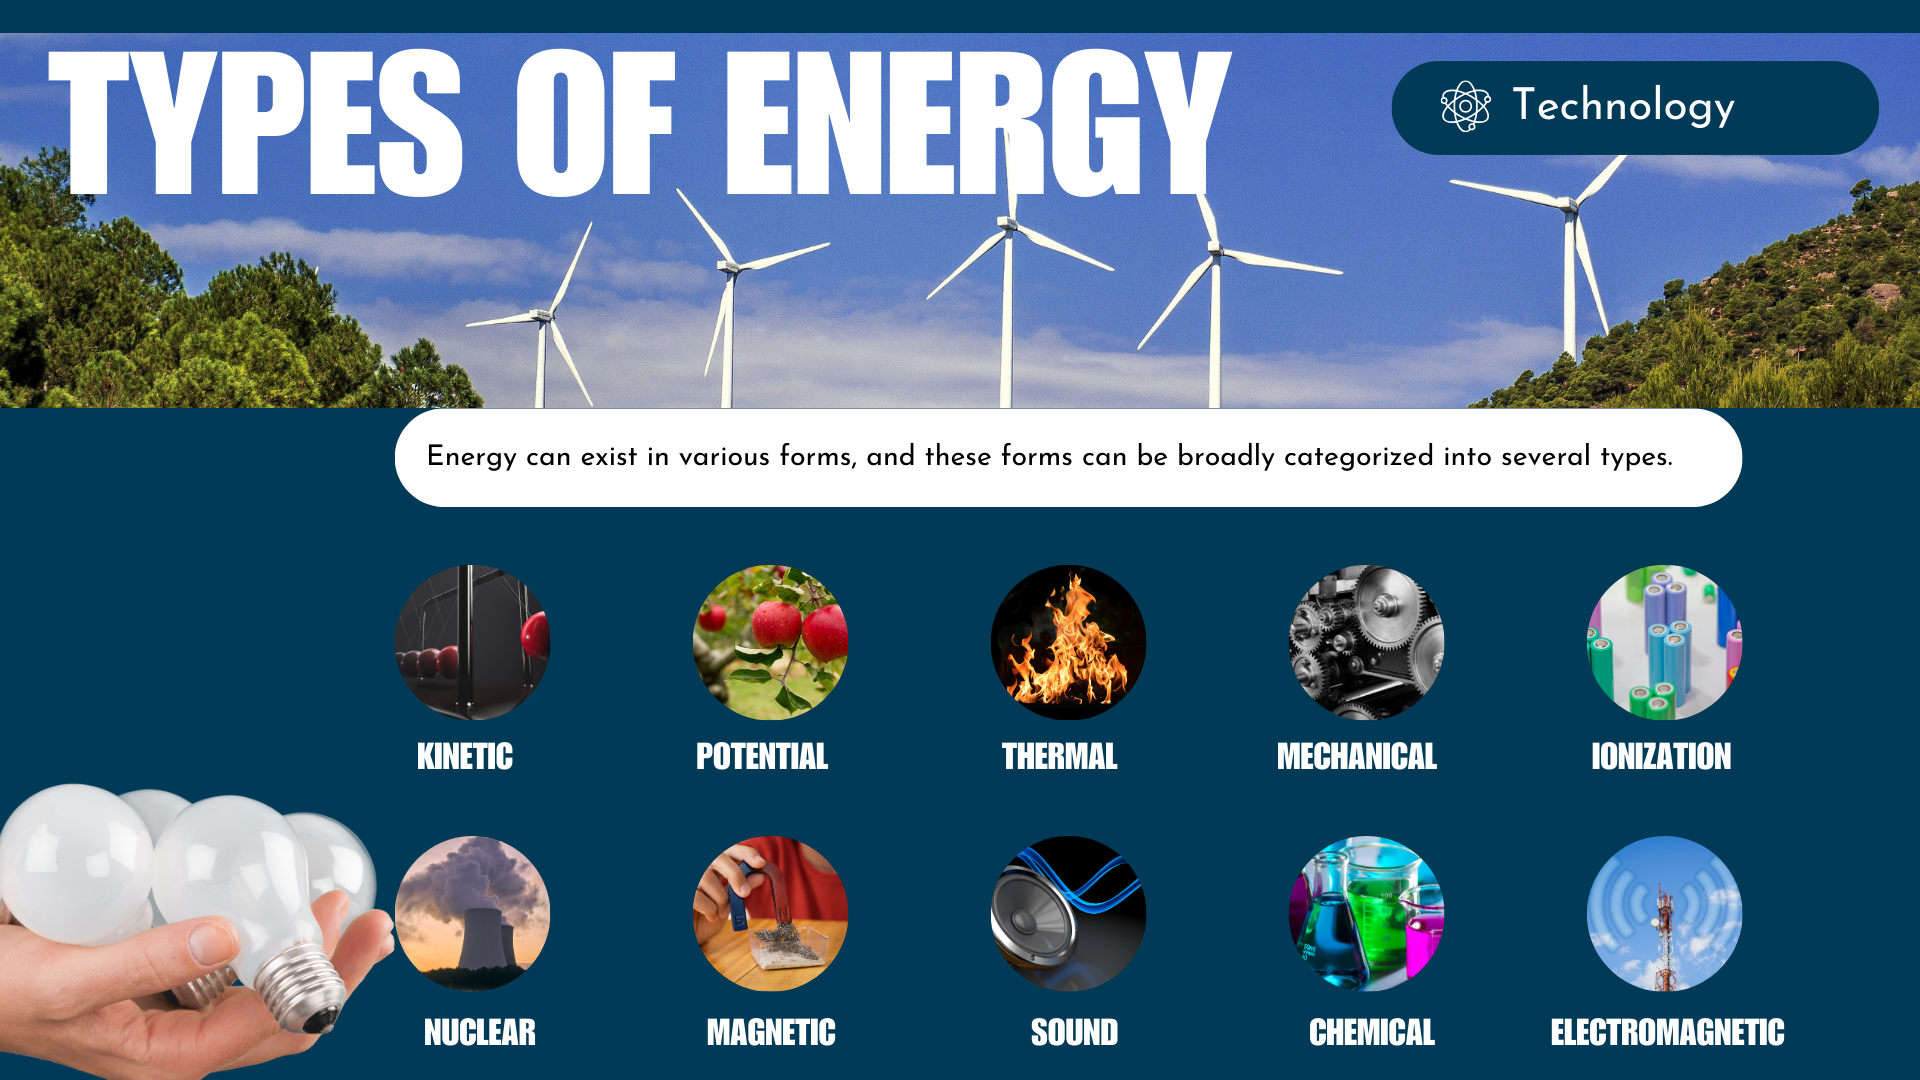 TYPES OF ENERGY
Technology
Energy can exist in various forms, and these forms can be broadly categorized into several types.
KINETIC
POTENTIAL
THERMAL
MECHANICAL
IONIZATION
NUCLEAR
MAGNETIC
SOUND
CHEMICAL
ELECTROMAGNETIC